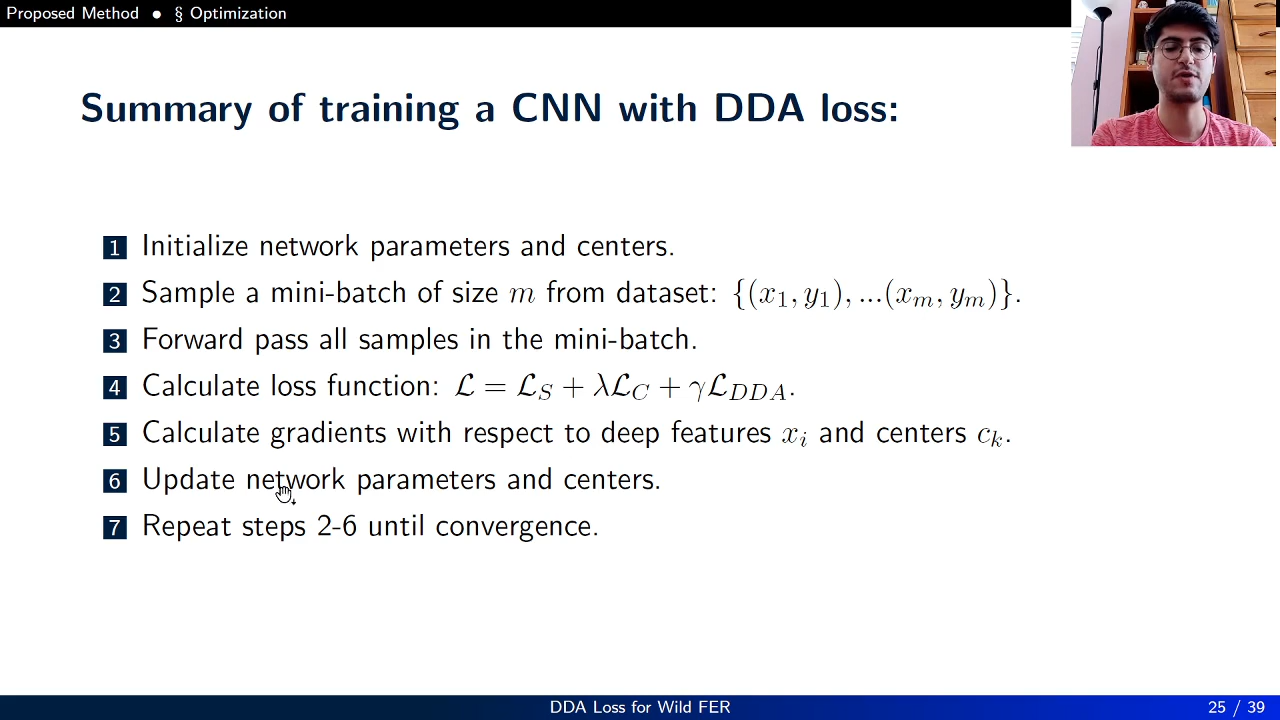 Proposed Method ● § Optimization
Summary of training a CNN with DDA loss:
1 Initialize network parameters and centers.
2 Sample a mini-batch of size m from dataset: {(x₁, y₁), ...(xₘ, yₘ)}.
3 Forward pass all samples in the mini-batch.
4 Calculate loss function: ℒ = ℒ_S + λℒ_C + γℒ_DDA.
5 Calculate gradients with respect to deep features xᵢ and centers cₖ.
6 Update network parameters and centers.
7 Repeat steps 2-6 until convergence.
DDA Loss for Wild FER
25 / 39